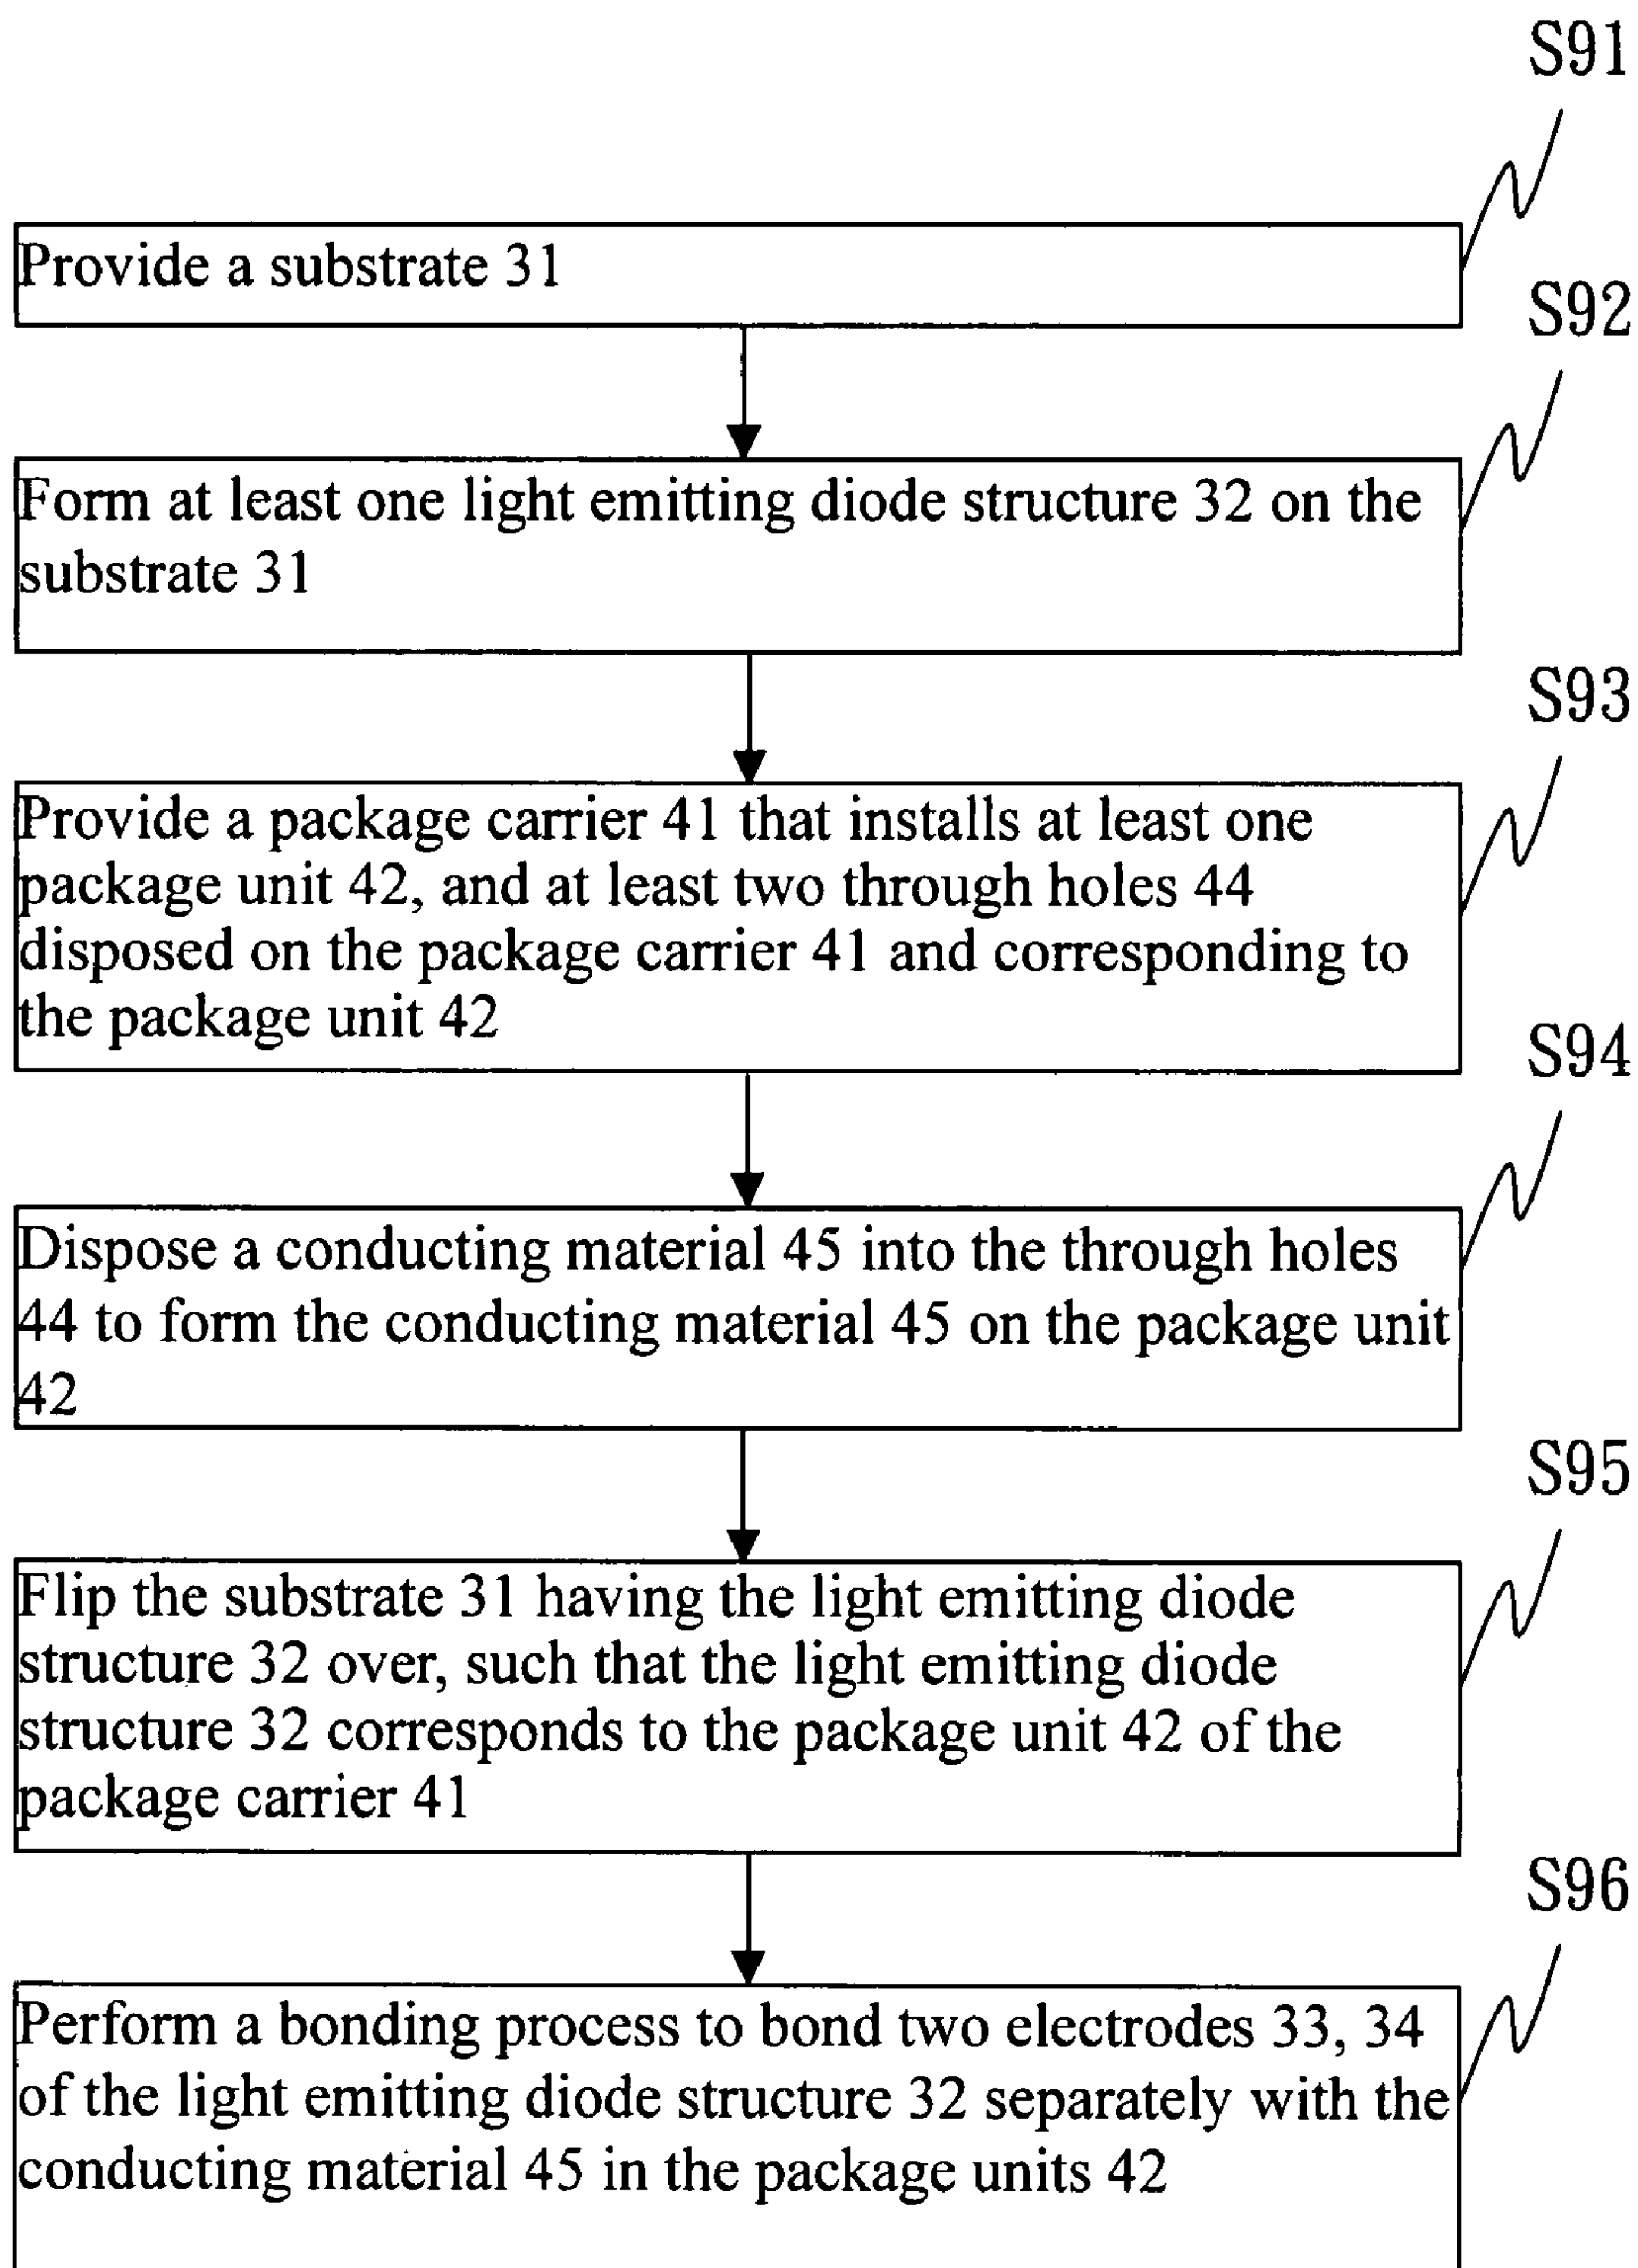 S91
Provide a substrate 31
S92
Form at least one light emitting diode structure 32 on the
substrate 31
S93
Provide a package carrier 41 that installs at least one
package unit 42, and at least two through holes 44
disposed on the package carrier 41 and corresponding to
the package unit 42
S94
Dispose a conducting material 45 into the through holes
44 to form the conducting material 45 on the package unit
42
S95
Flip the substrate 31 having the light emitting diode
structure 32 over, such that the light emitting diode
structure 32 corresponds to the package unit 42 of the
package carrier 41
S96
Perform a bonding process to bond two electrodes 33, 34
of the light emitting diode structure 32 separately with the
conducting material 45 in the package units 42